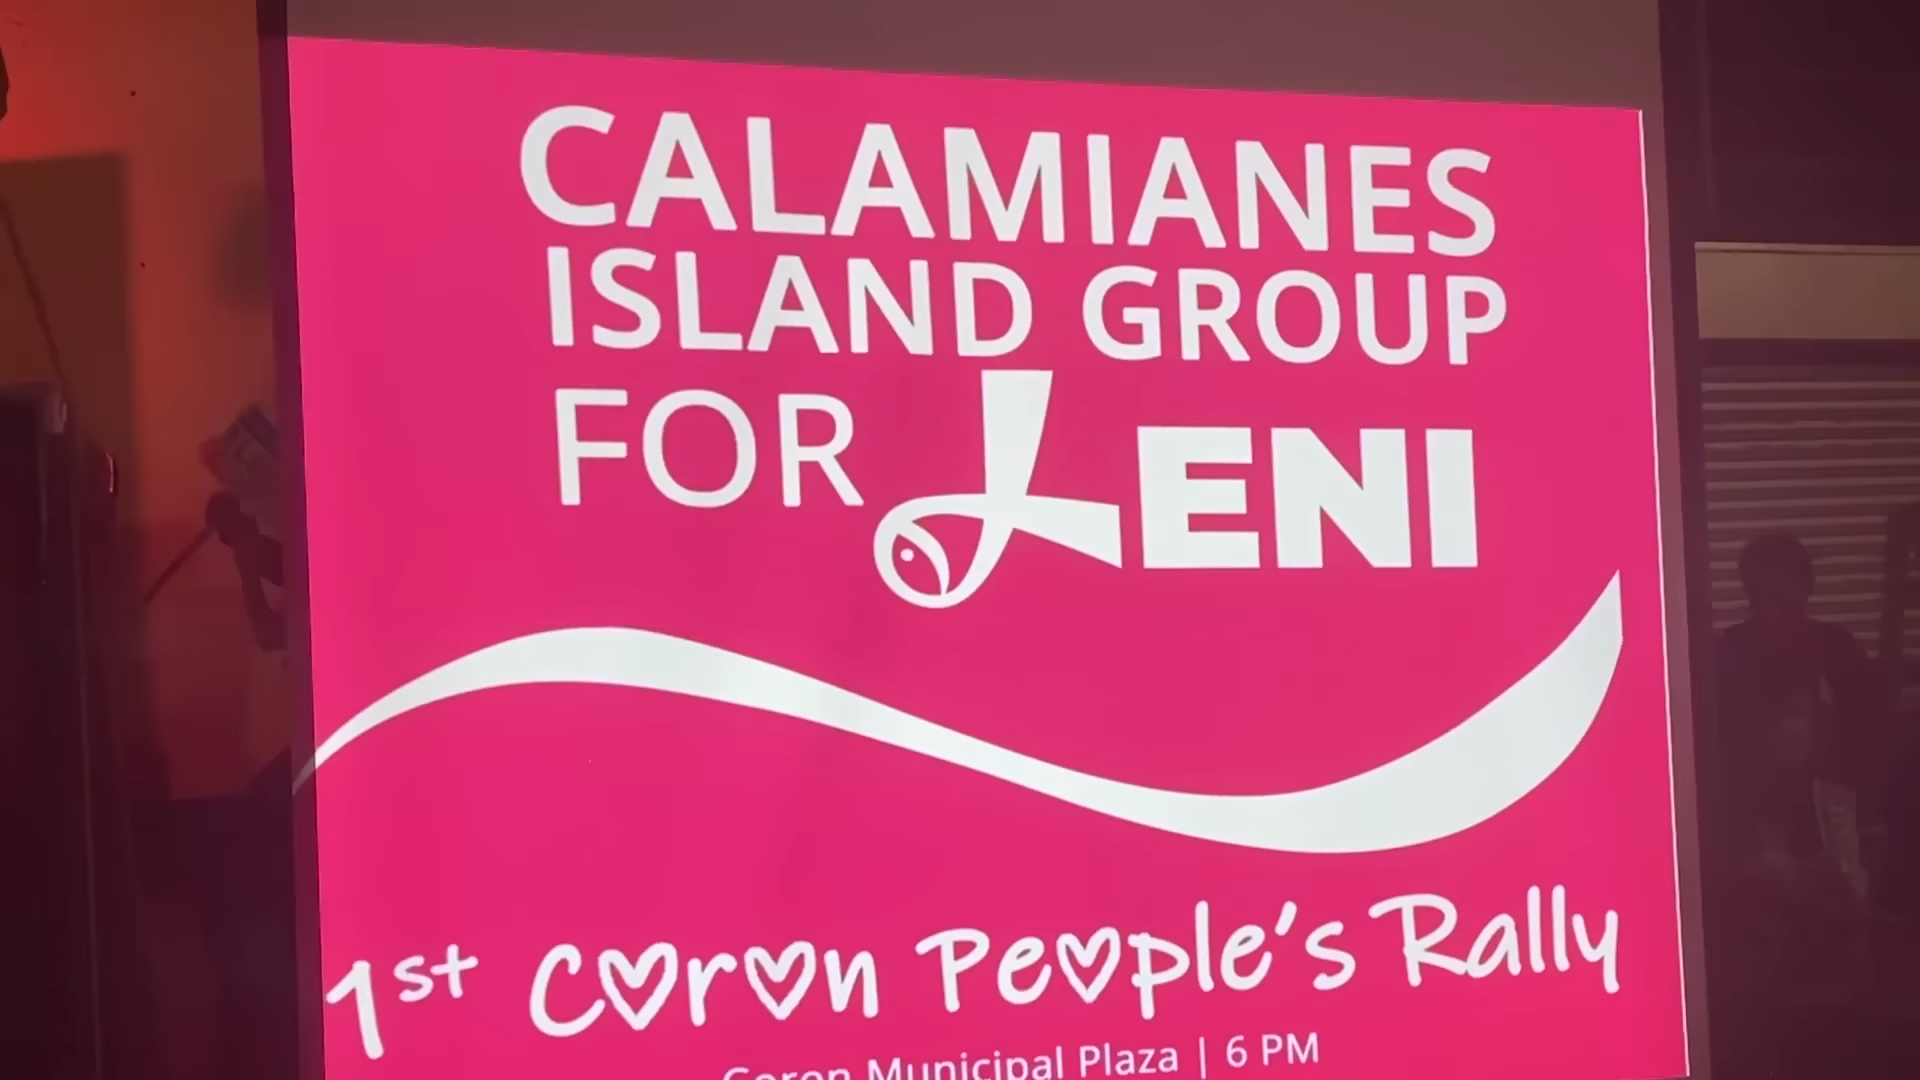 CALAMIANES
ISLAND GROUP
FOR LENI
1st Coron People's Rally
Coron Municipal Plaza | 6 PM